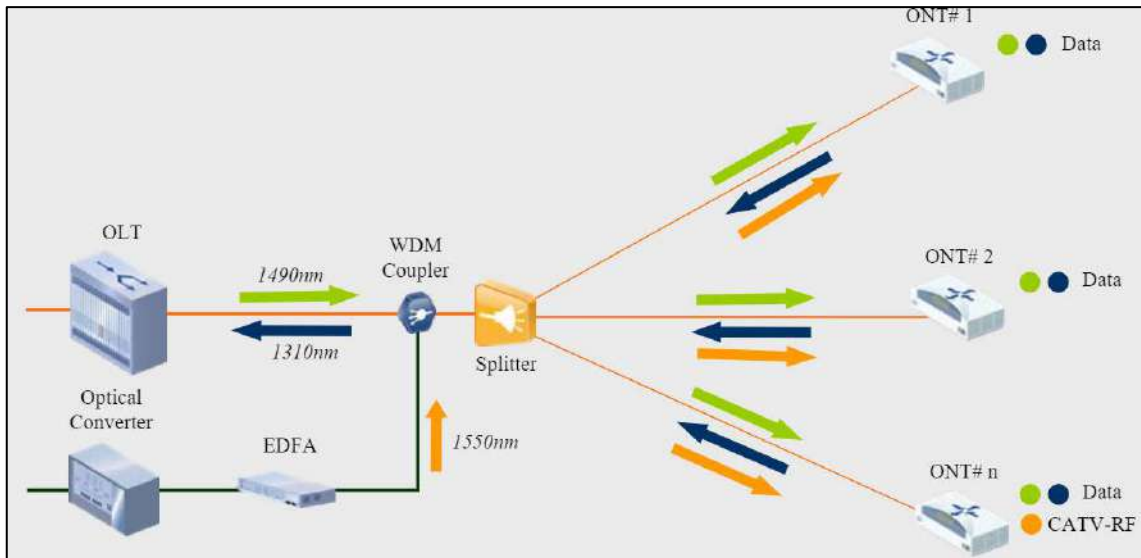 ONT# 1
Data
OLT
WDM
Coupler
1490nm
1310nm
Splitter
ONT# 2
Data
Optical
Converter
EDFA
1550nm
ONT# n
Data
CATV-RF